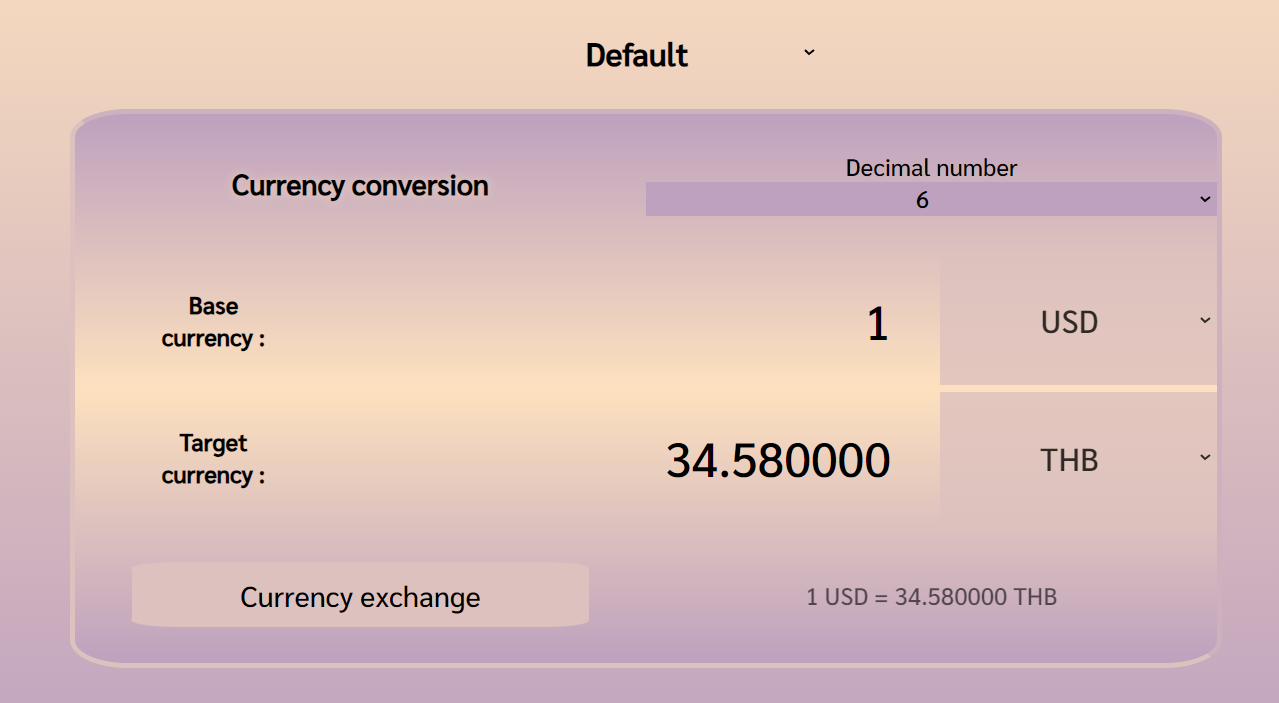 Default
Currency conversion
Decimal number
6
Base
currency :
1
USD
Target
currency :
34.580000
THB
Currency exchange
1 USD = 34.580000 THB